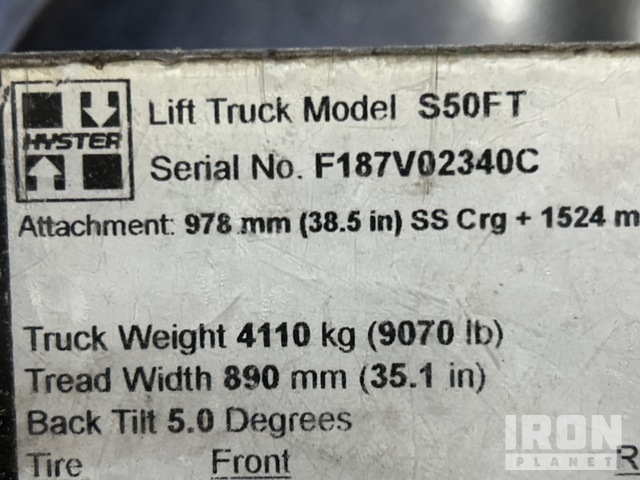 HYSTER
Lift Truck Model S50FT
Serial No. F187V02340C
Attachment: 978 mm (38.5 in) SS Crg + 1524 m
Truck Weight 4110 kg (9070 lb)
Tread Width 890 mm (35.1 in)
Back Tilt 5.0 Degrees
Tire Front R
IRON
PLANET